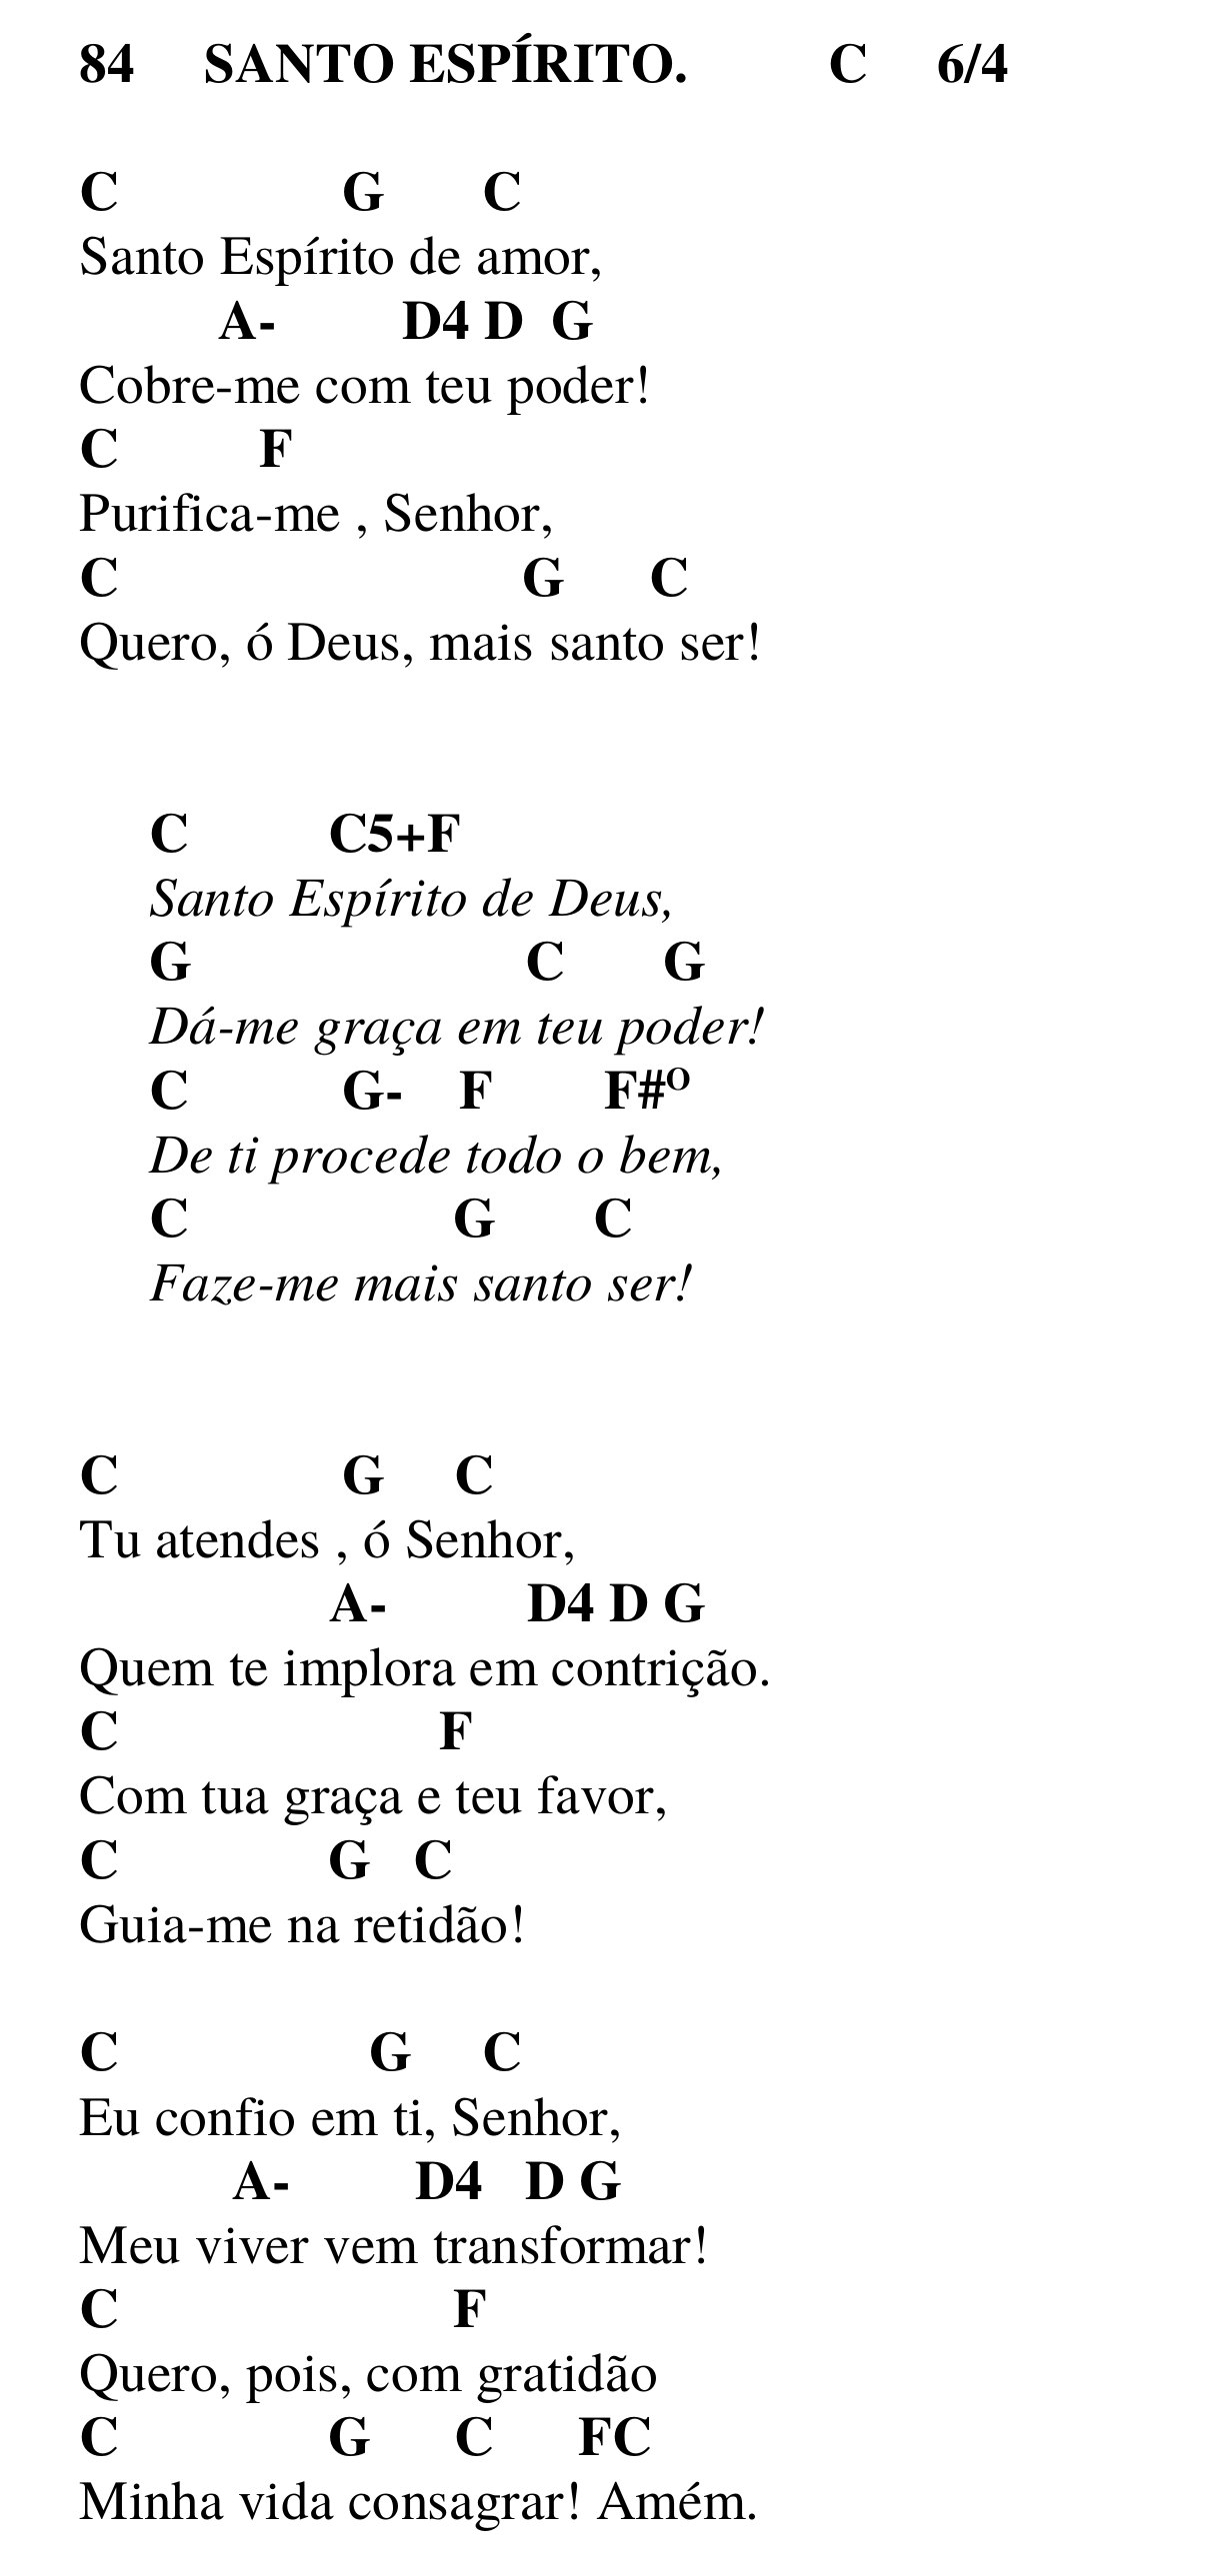 84 SANTO ESPÍRITO. C 6/4
C G C
Santo Espírito de amor,
A- D4 D G
Cobre-me com teu poder!
C F
Purifica-me , Senhor,
C G C
Quero, ó Deus, mais santo ser!
C C5+F
Santo Espírito de Deus,
G C G
Dá-me graça em teu poder!
C G- F F#º
De ti procede todo o bem,
C G C
Faze-me mais santo ser!
C G C
Tu atendes , ó Senhor,
A- D4 D G
Quem te implora em contrição.
C F
Com tua graça e teu favor,
C G C
Guia-me na retidão!
C G C
Eu confio em ti, Senhor,
A- D4 D G
Meu viver vem transformar!
C F
Quero, pois, com gratidão
C G C FC
Minha vida consagrar! Amém.